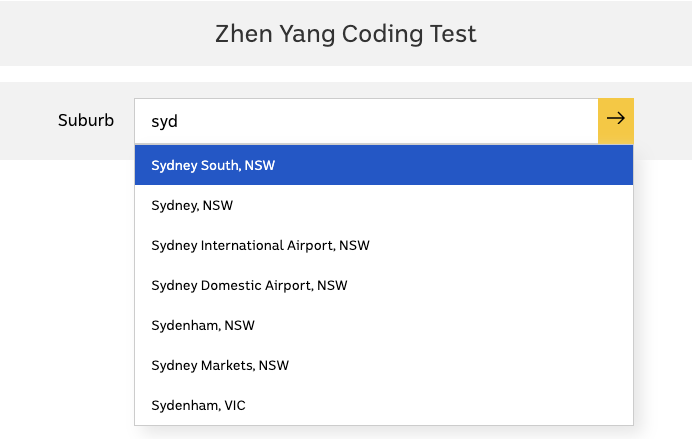 Zhen Yang Coding Test
Suburb
syd
Sydney South, NSW
Sydney, NSW
Sydney International Airport, NSW
Sydney Domestic Airport, NSW
Sydenham, NSW
Sydney Markets, NSW
Sydenham, VIC